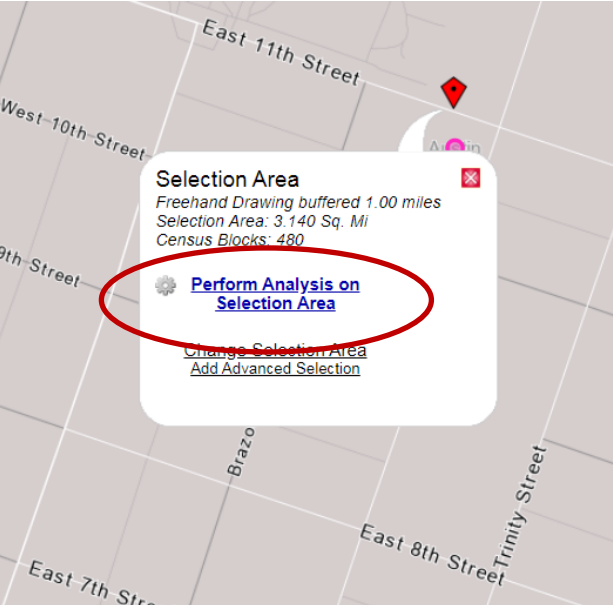 East 11th Street
West 10th Street
Austin
Selection Area
Freehand Drawing buffered 1.00 miles
Selection Area: 3.140 Sq. Mi
Census Blocks: 480
9th Street
Perform Analysis on
Selection Area
Change Selection Area
Add Advanced Selection
Brazo
Trinity Street
East 8th Street
East 7th Stre